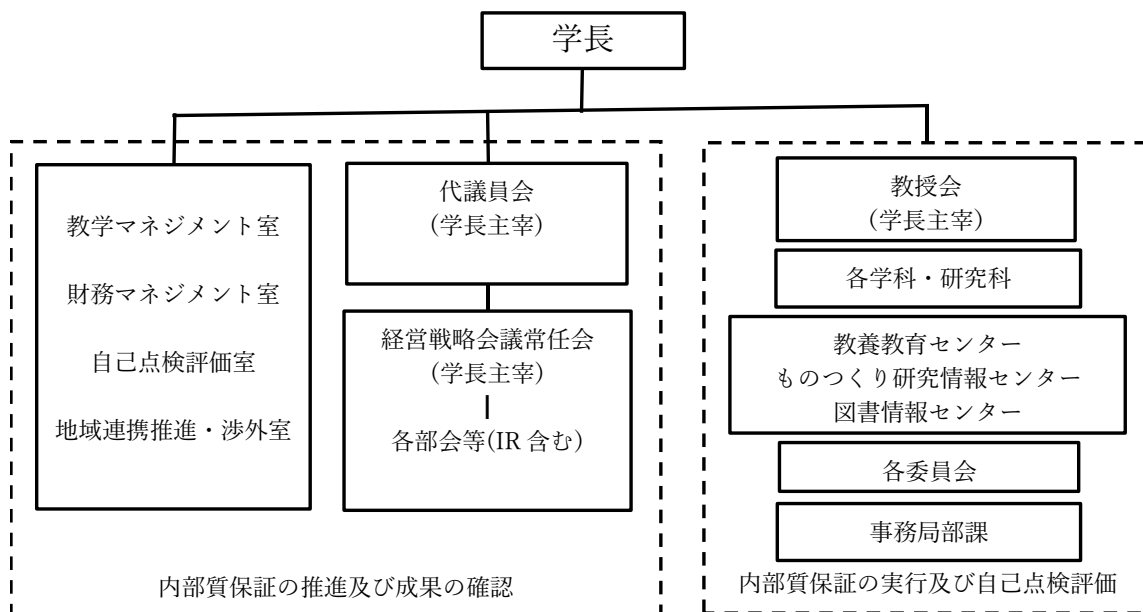 学長
教学マネジメント室
財務マネジメント室
自己点検評価室
地域連携推進・渉外室
代議員会
(学長主宰)
経営戦略会議常任会
(学長主宰)
各部会等(IR 含む)
内部質保証の推進及び成果の確認
教授会
(学長主宰)
各学科・研究科
教養教育センター
ものつくり研究情報センター
図書情報センター
各委員会
事務局部課
内部質保証の実行及び自己点検評価